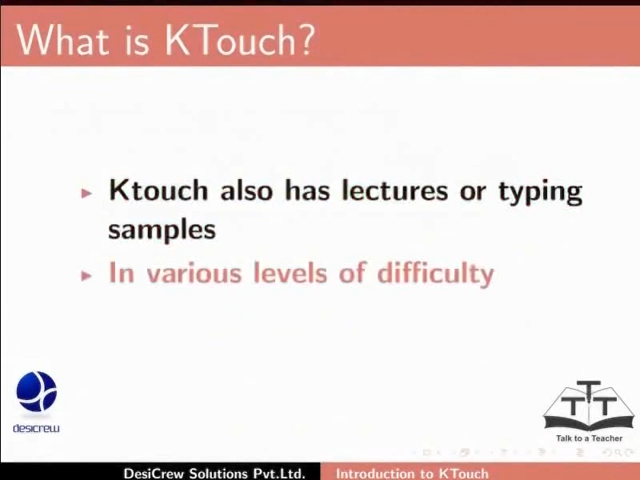 What is KTouch?
▸ Ktouch also has lectures or typing
samples
▸ In various levels of difficulty
desicrew
TTT
Talk to a Teacher
DesiCrew Solutions Pvt.Ltd. Introduction to KTouch